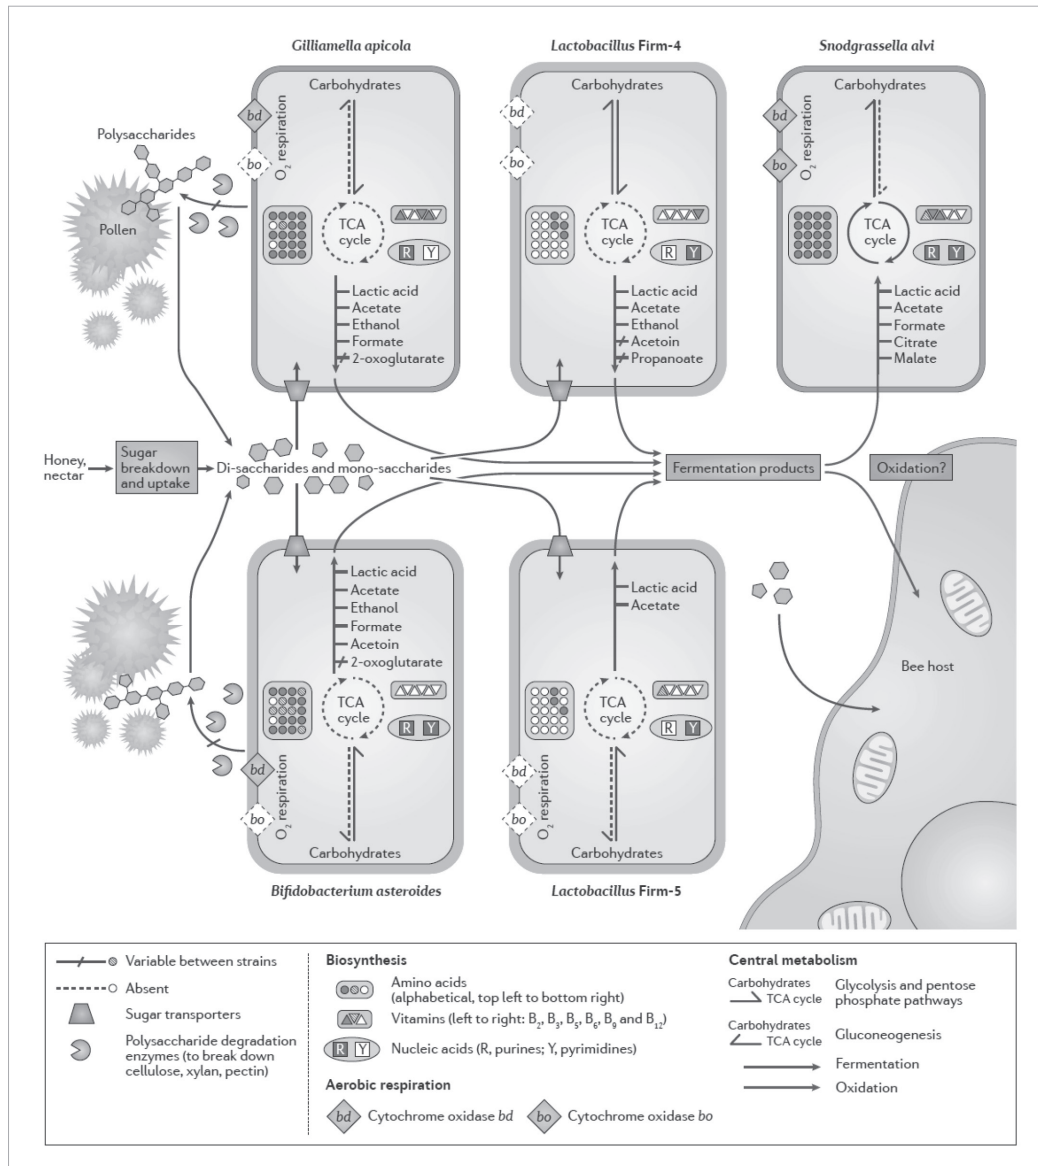 Gilliamella apicola
Carbohydrates
bd
bo
O2 respiration
TCA
cycle
R Y
Lactic acid
Acetate
Ethanol
Formate
2-oxoglutarate
Lactobacillus Firm-4
Carbohydrates
bd
bo
TCA
cycle
R Y
Lactic acid
Acetate
Ethanol
Acetoin
Propanoate
Snodgrassella alvi
Carbohydrates
bd
bo
O2 respiration
TCA
cycle
R Y
Lactic acid
Acetate
Formate
Citrate
Malate
Polysaccharides
Pollen
Honey,
nectar
Sugar
breakdown
and uptake
Di-saccharides and mono-saccharides
Fermentation products
Oxidation?
Lactic acid
Acetate
Ethanol
Formate
Acetoin
2-oxoglutarate
TCA
cycle
R Y
bd
bo
O2 respiration
Carbohydrates
Bifidobacterium asteroides
Lactic acid
Acetate
TCA
cycle
R Y
bd
bo
O2 respiration
Carbohydrates
Lactobacillus Firm-5
Bee host
Variable between strains
Absent
Sugar transporters
Polysaccharide degradation
enzymes (to break down
cellulose, xylan, pectin)
Biosynthesis
Amino acids
(alphabetical, top left to bottom right)
Vitamins (left to right: B2, B3, B5, B6, B9 and B12)
R Y Nucleic acids (R, purines; Y, pyrimidines)
Aerobic respiration
bd Cytochrome oxidase bd
bo Cytochrome oxidase bo
Central metabolism
Carbohydrates
TCA cycle
Glycolysis and pentose
phosphate pathways
Carbohydrates
TCA cycle
Gluconeogenesis
Fermentation
Oxidation